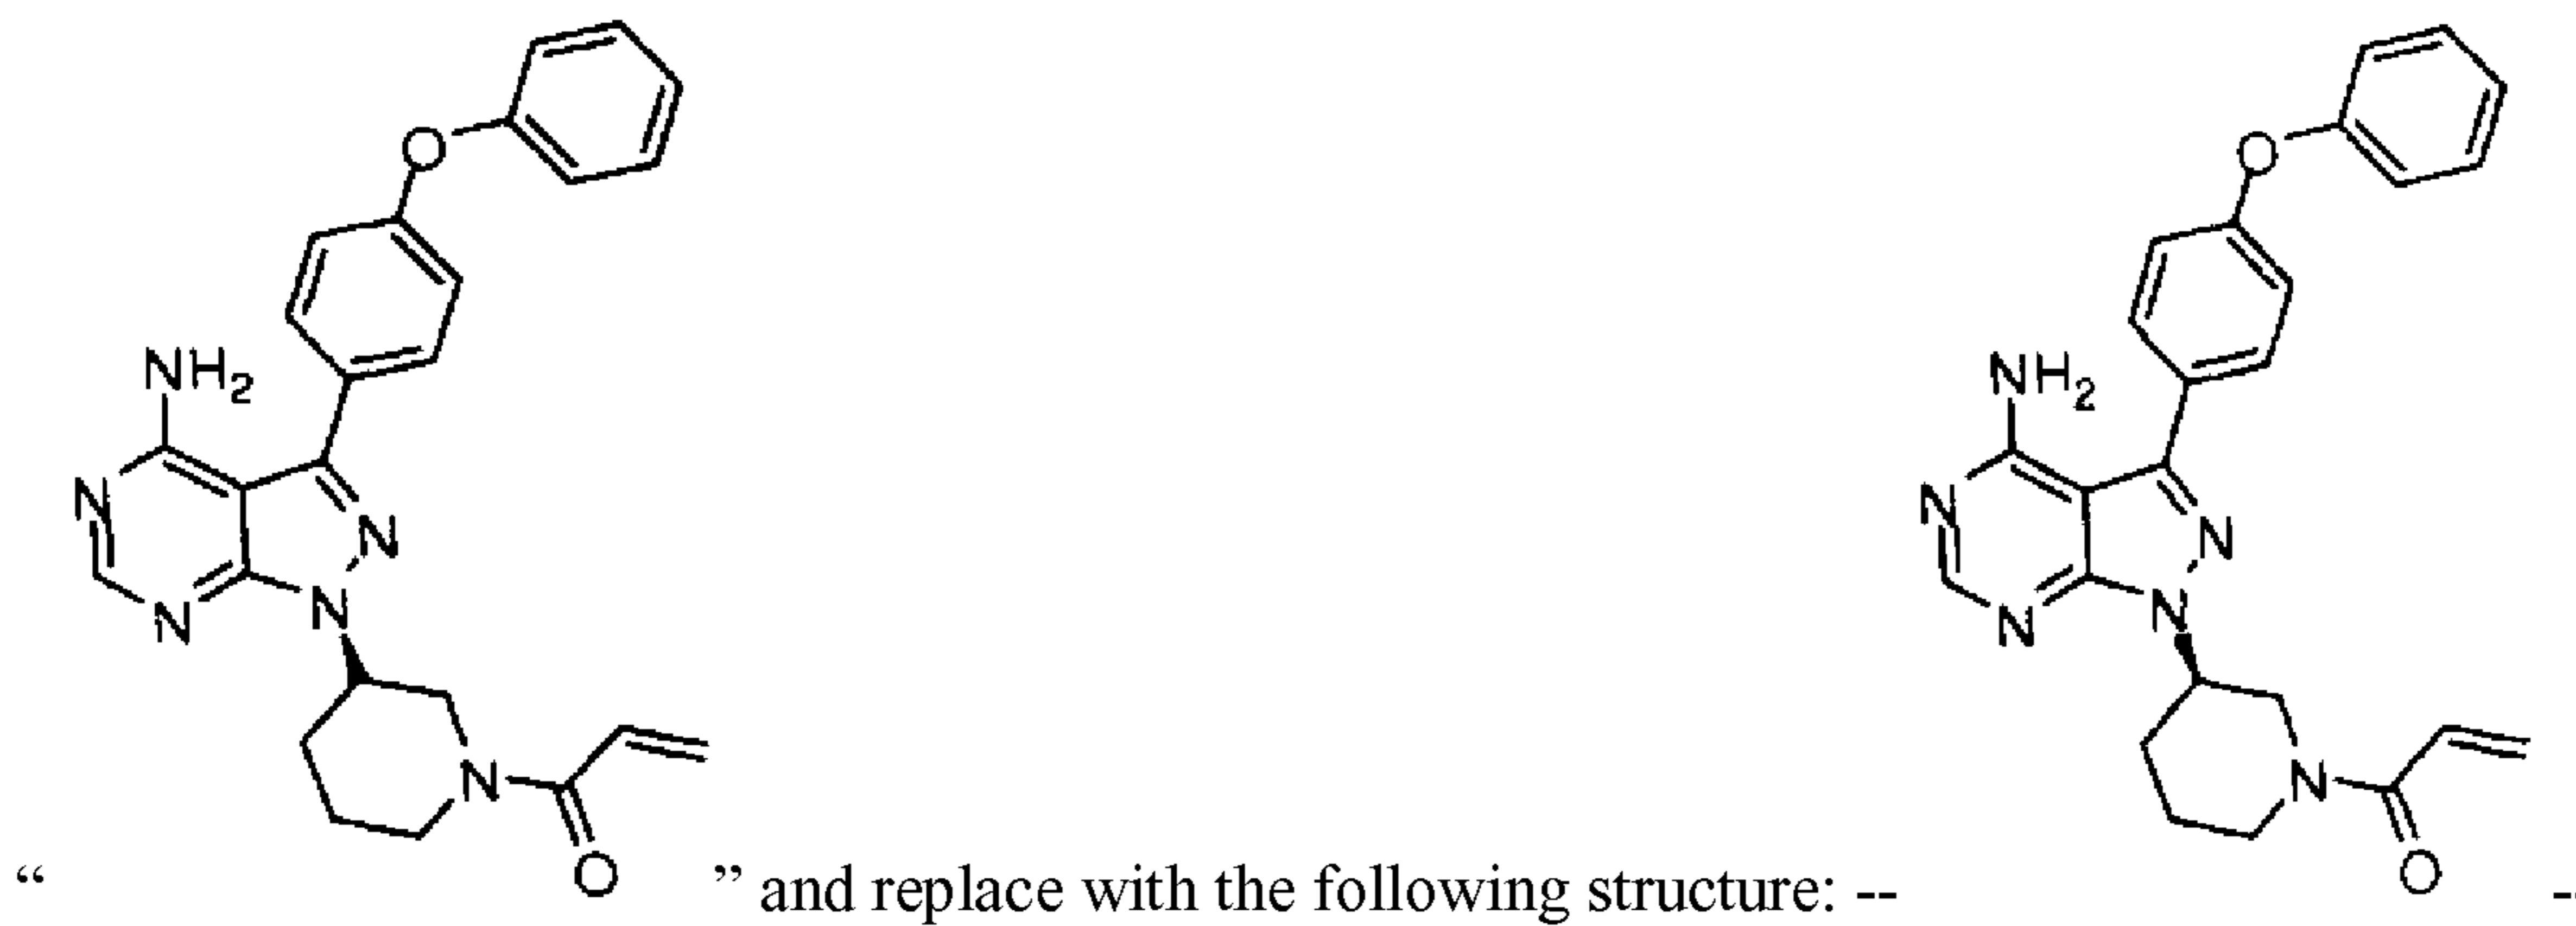 O O
NH2 NH2
N N N N N N N N
N N
“ O ” and replace with the following structure: -- O --